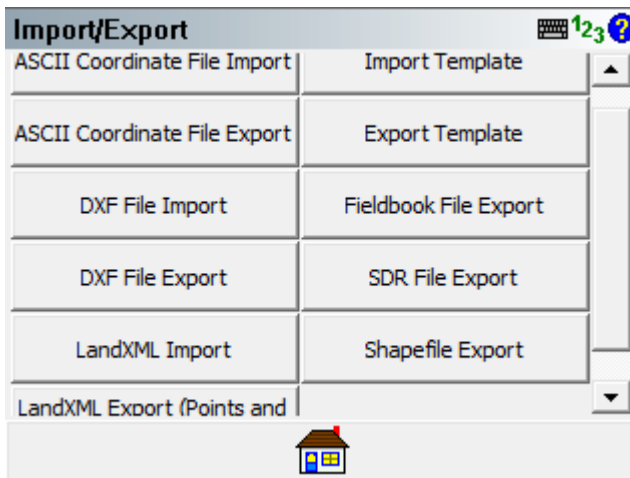 Import/Export
123
?
ASCII Coordinate File Import
Import Template
ASCII Coordinate File Export
Export Template
DXF File Import
Fieldbook File Export
DXF File Export
SDR File Export
LandXML Import
Shapefile Export
LandXML Export (Points and